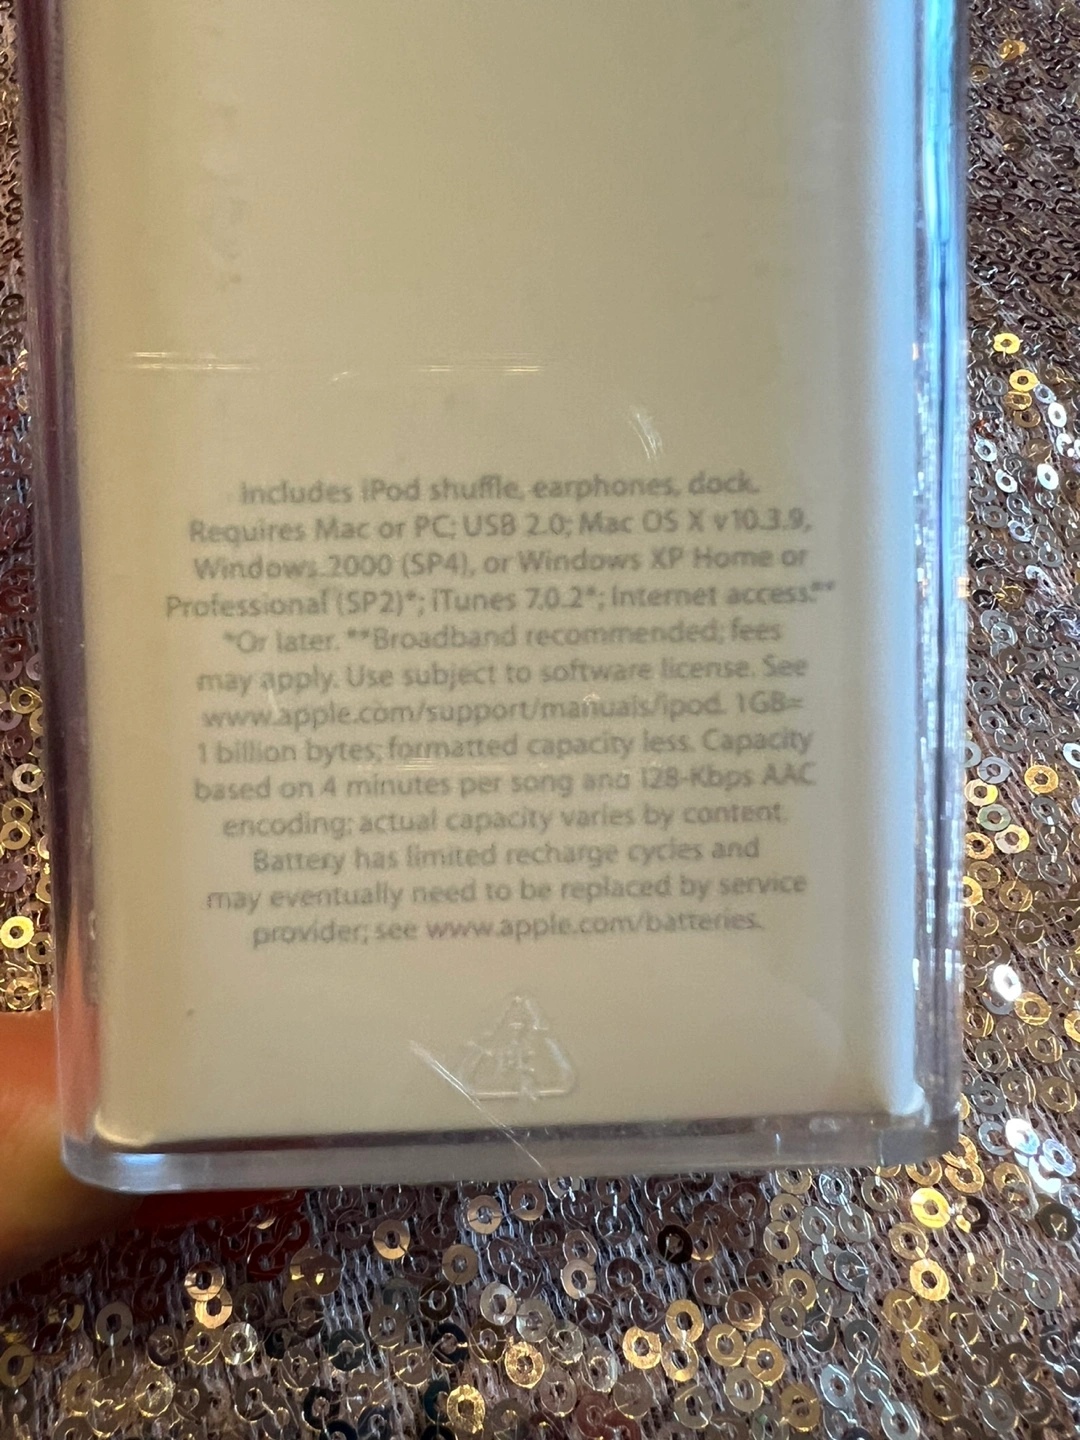 Includes iPod shuffle, earphones, dock.
Requires Mac or PC; USB 2.0; Mac OS X v10.3.9,
Windows 2000 (SP4), or Windows XP Home or
Professional (SP2)*; iTunes 7.0.2*; Internet access.**
*Or later. **Broadband recommended; fees
may apply. Use subject to software license. See
www.apple.com/support/manuals/ipod. 1GB=
1 billion bytes; formatted capacity less. Capacity
based on 4 minutes per song and 128-Kbps AAC
encoding; actual capacity varies by content.
Battery has limited recharge cycles and
may eventually need to be replaced by service
provider; see www.apple.com/batteries.